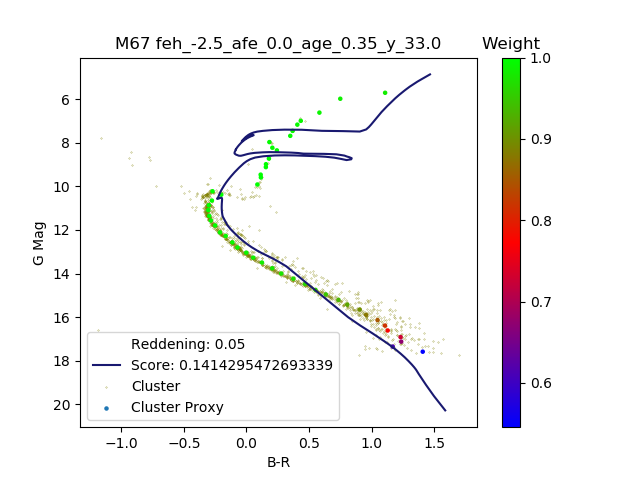 M67 feh_-2.5_afe_0.0_age_0.35_y_33.0
Weight
6
8
10
12
14
16
18
20
G Mag
−1.0
−0.5
0.0
0.5
1.0
1.5
B-R
Reddening: 0.05
Score: 0.1414295472693339
Cluster
Cluster Proxy
1.0
0.9
0.8
0.7
0.6